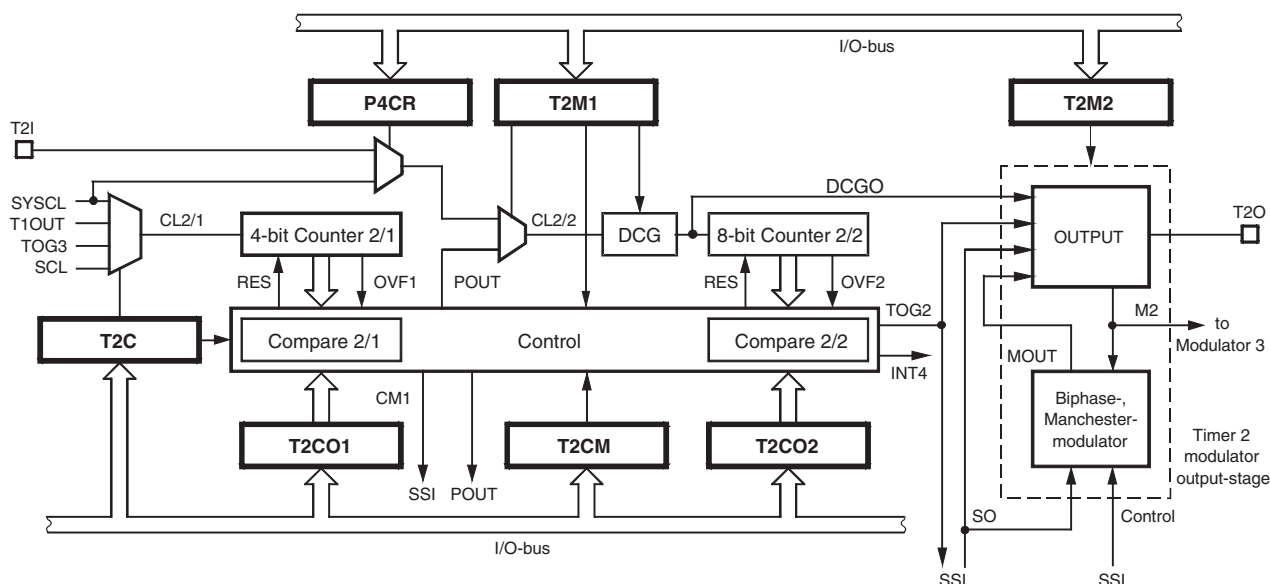 I/O-bus
P4CR
T2M1
T2M2
T2I
DCGO
SYSCL
T1OUT
TOG3
SCL
CL2/1
4-bit Counter 2/1
CL2/2
DCG
8-bit Counter 2/2
OUTPUT
T2O
RES
OVF1
POUT
RES
OVF2
TOG2
M2
to
Modulator 3
T2C
Compare 2/1
Control
Compare 2/2
INT4
MOUT
CM1
Biphase-,
Manchester-
modulator
T2CO1
T2CM
T2CO2
Timer 2
modulator
output-stage
SSI
POUT
SO
Control
I/O-bus
SSI
SSI